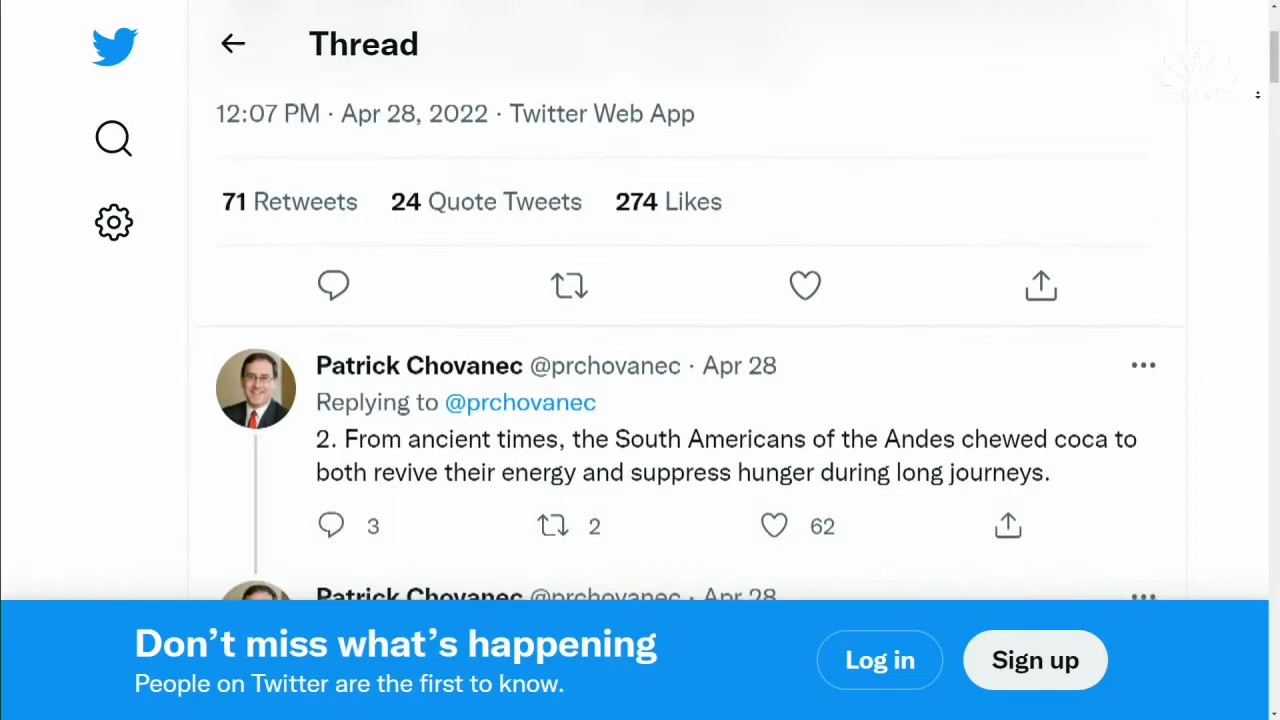 Thread
12:07 PM · Apr 28, 2022 · Twitter Web App
71 Retweets 24 Quote Tweets 274 Likes
Patrick Chovanec @prchovanec · Apr 28
Replying to @prchovanec
2. From ancient times, the South Americans of the Andes chewed coca to
both revive their energy and suppress hunger during long journeys.
3 2 62
Patrick Chovanec @prchovanec · Apr 28
Don't miss what's happening
People on Twitter are the first to know.
Log in
Sign up